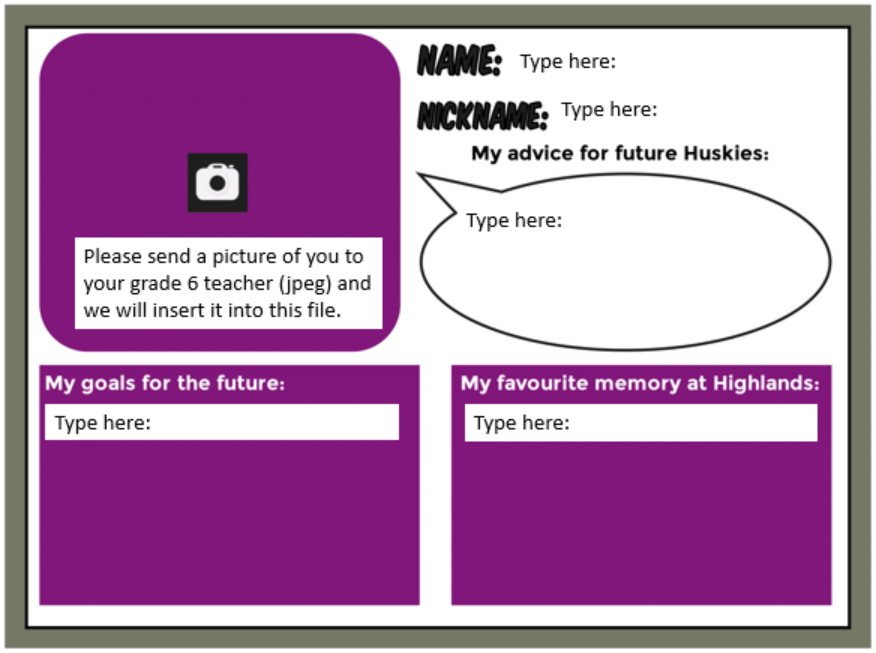 NAME: Type here:
NICKNAME: Type here:
My advice for future Huskies:
Type here:
Please send a picture of you to
your grade 6 teacher (jpeg) and
we will insert it into this file.
My goals for the future:
Type here:
My favourite memory at Highlands:
Type here: